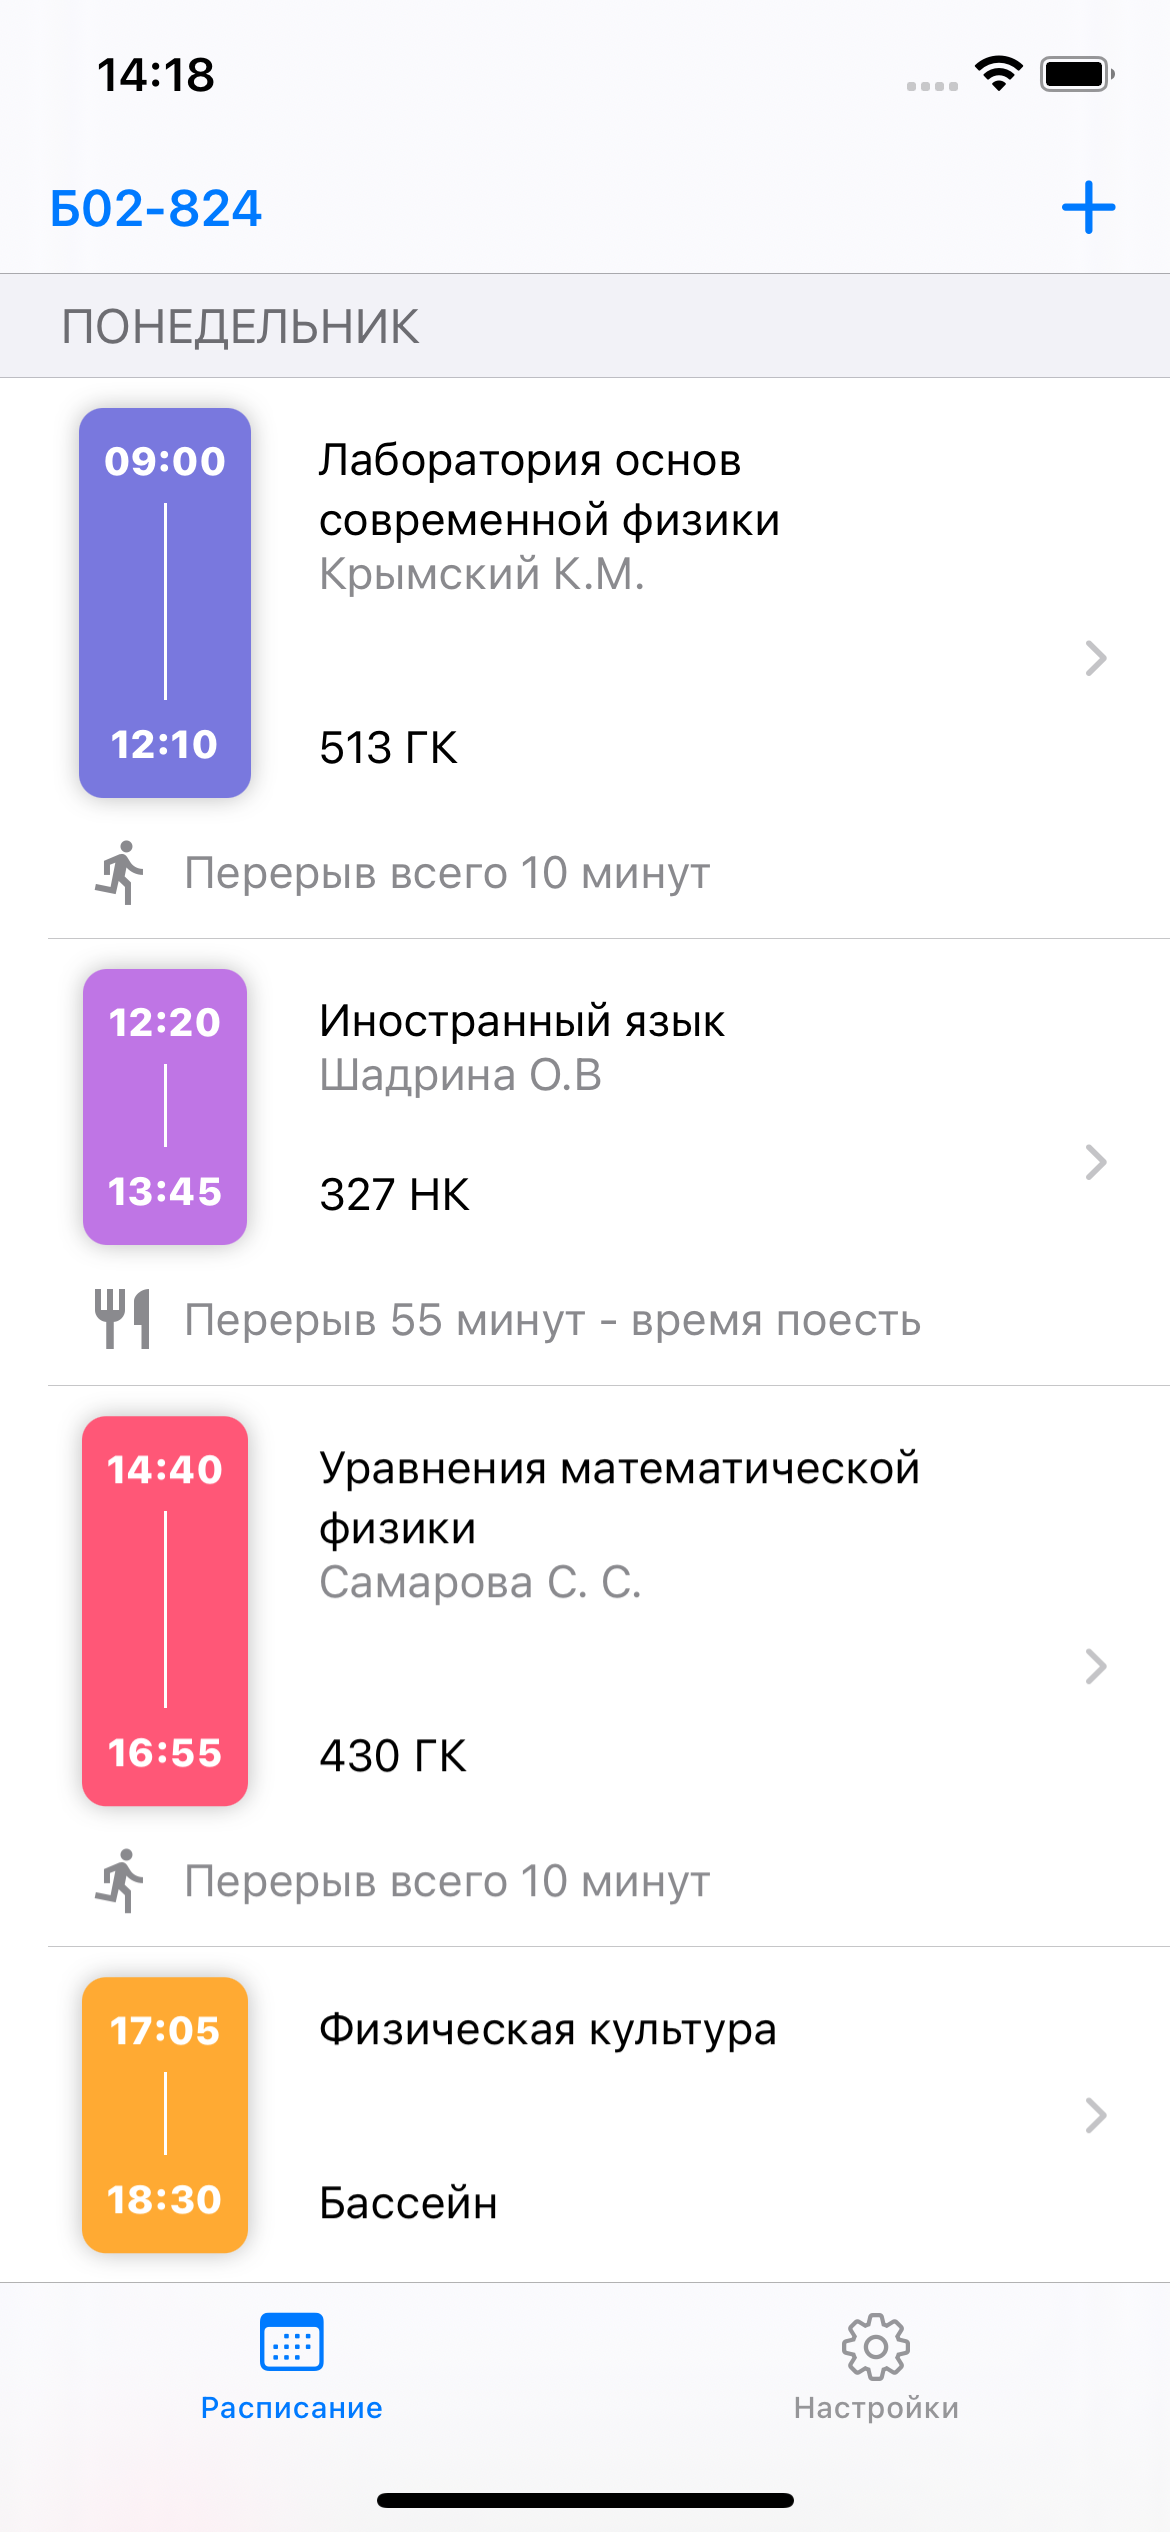 14:18
Б02-824
ПОНЕДЕЛЬНИК
09:00
Лаборатория основ
современной физики
Крымский К.М.
12:10
513 ГК
Перерыв всего 10 минут
12:20
Иностранный язык
Шадрина О.В
13:45
327 НК
Перерыв 55 минут - время поесть
14:40
Уравнения математической
физики
Самарова С. С.
16:55
430 ГК
Перерыв всего 10 минут
17:05
Физическая культура
18:30
Бассейн
Расписание
Настройки